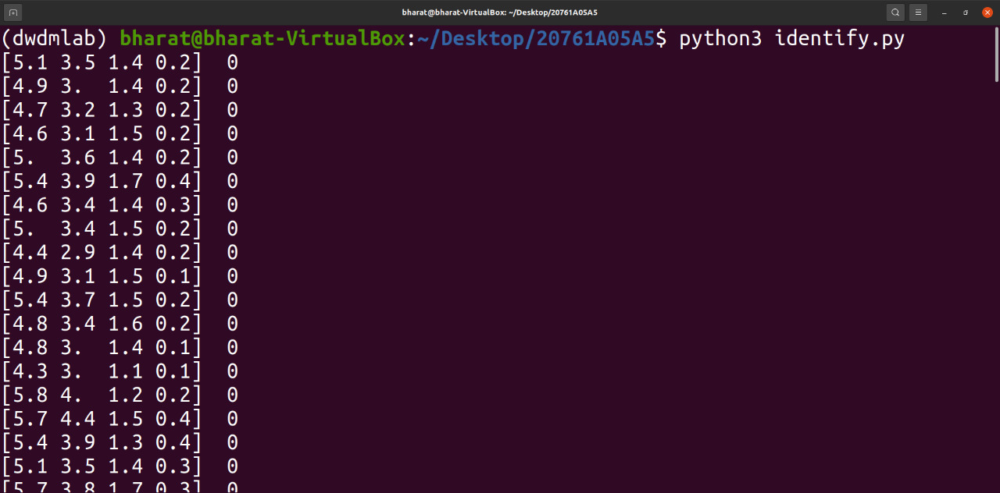 bharat@bharat-VirtualBox: ~/Desktop/20761A05A5
(dwdmlab) bharat@bharat-VirtualBox:~/Desktop/20761A05A5$ python3 identify.py
[5.1 3.5 1.4 0.2]  0
[4.9 3.  1.4 0.2]  0
[4.7 3.2 1.3 0.2]  0
[4.6 3.1 1.5 0.2]  0
[5.  3.6 1.4 0.2]  0
[5.4 3.9 1.7 0.4]  0
[4.6 3.4 1.4 0.3]  0
[5.  3.4 1.5 0.2]  0
[4.4 2.9 1.4 0.2]  0
[4.9 3.1 1.5 0.1]  0
[5.4 3.7 1.5 0.2]  0
[4.8 3.4 1.6 0.2]  0
[4.8 3.  1.4 0.1]  0
[4.3 3.  1.1 0.1]  0
[5.8 4.  1.2 0.2]  0
[5.7 4.4 1.5 0.4]  0
[5.4 3.9 1.3 0.4]  0
[5.1 3.5 1.4 0.3]  0
[5.7 3.8 1.7 0.3]  0